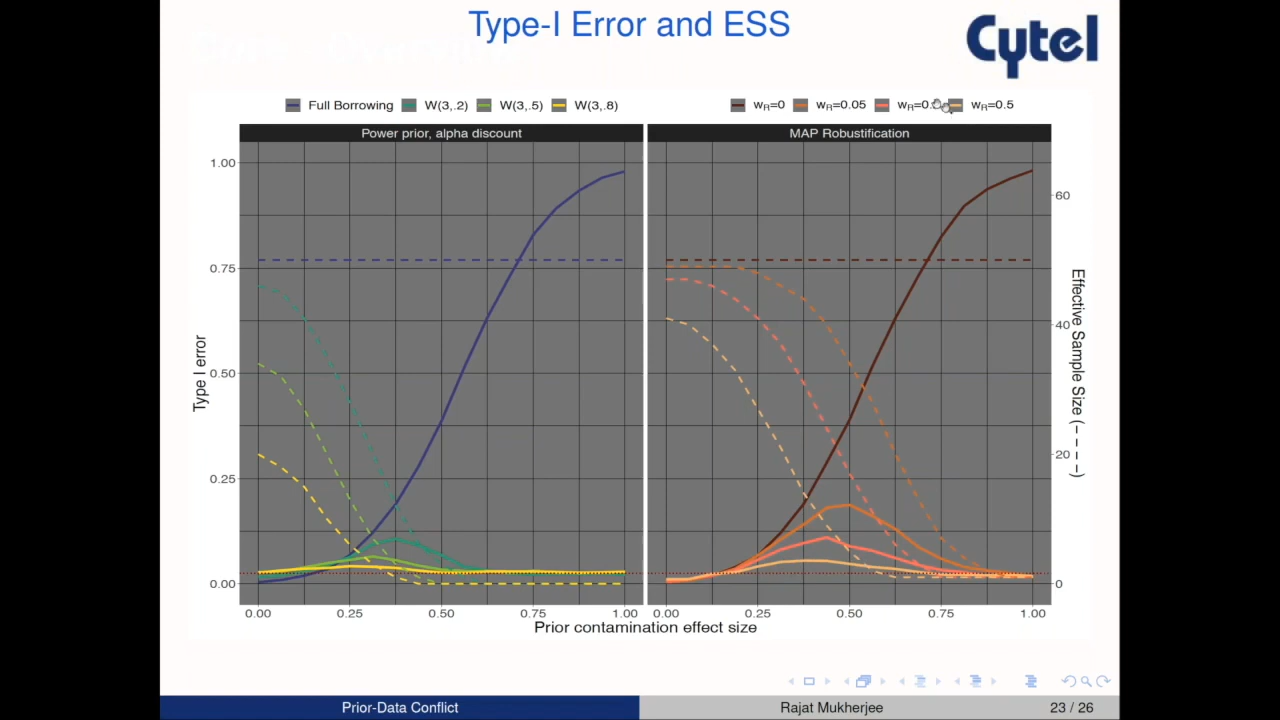 Type-I Error and ESS
Cytel
Full Borrowing W(3,.2) W(3,.5) W(3,.8)
wR=0 wR=0.05 wR=0. wR=0.5
Power prior, alpha discount
MAP Robustification
1.00
0.75
0.50
0.25
0.00
Type I error
60
40
20
0
Effective Sample Size (– – –)
0.00 0.25 0.50 0.75 1.00
0.00 0.25 0.50 0.75 1.00
Prior contamination effect size
Prior-Data Conflict
Rajat Mukherjee
23 / 26